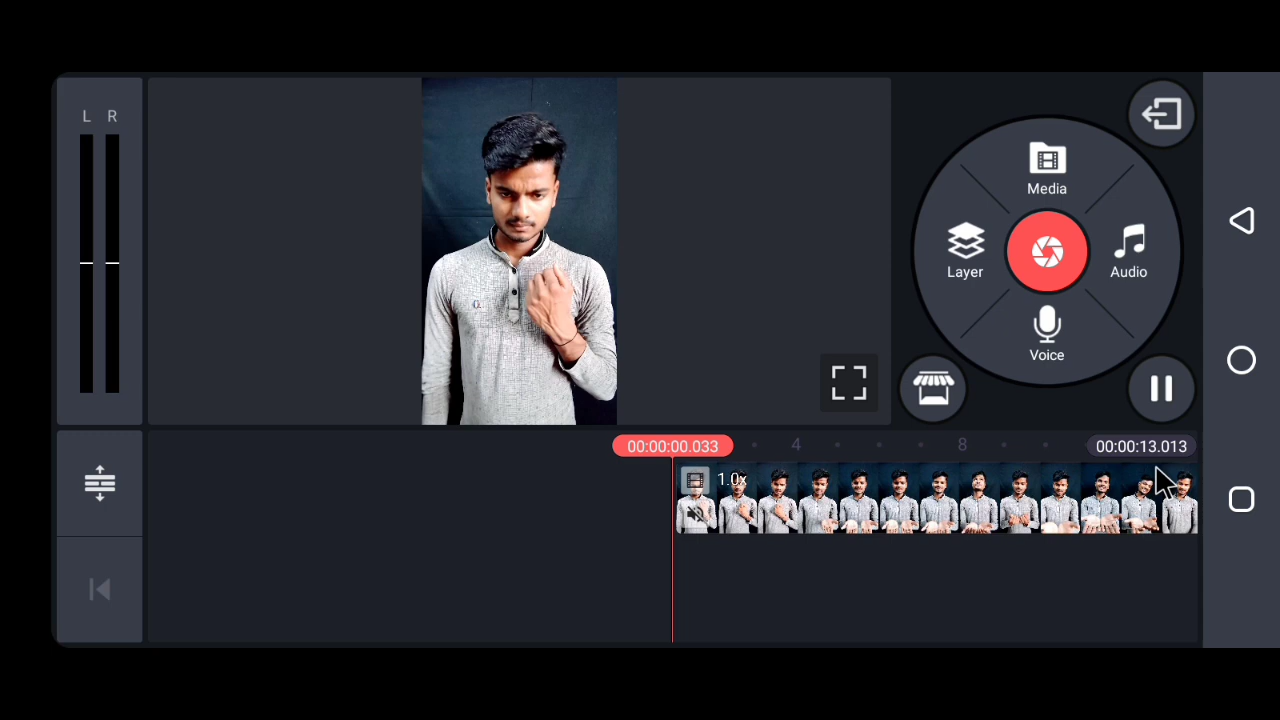 L R
Media
Layer
Audio
Voice
00:00:00.033
4
8
00:00:13.013
1.0x